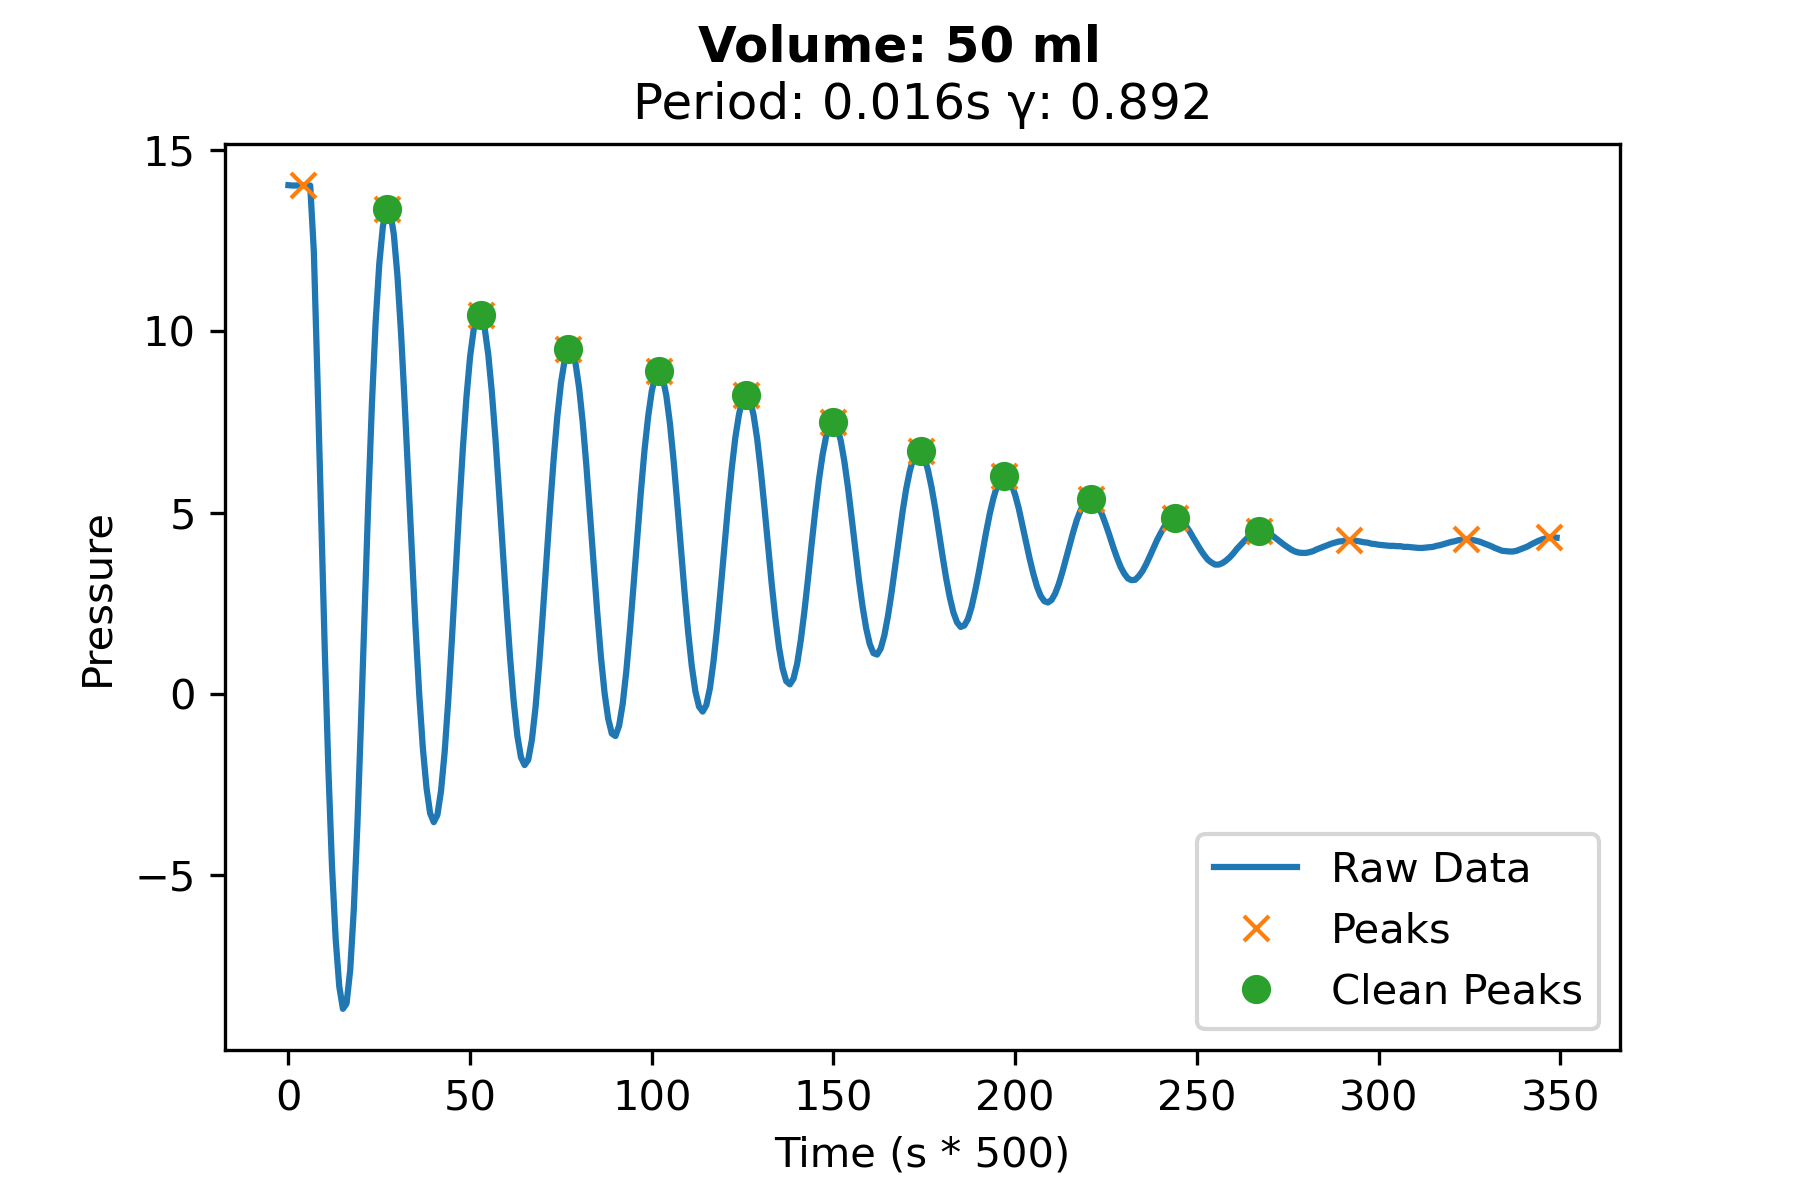 Volume: 50 ml
Period: 0.016s γ: 0.892
15
10
5
0
−5
Pressure
0 50 100 150 200 250 300 350
Time (s * 500)
Raw Data
Peaks
Clean Peaks